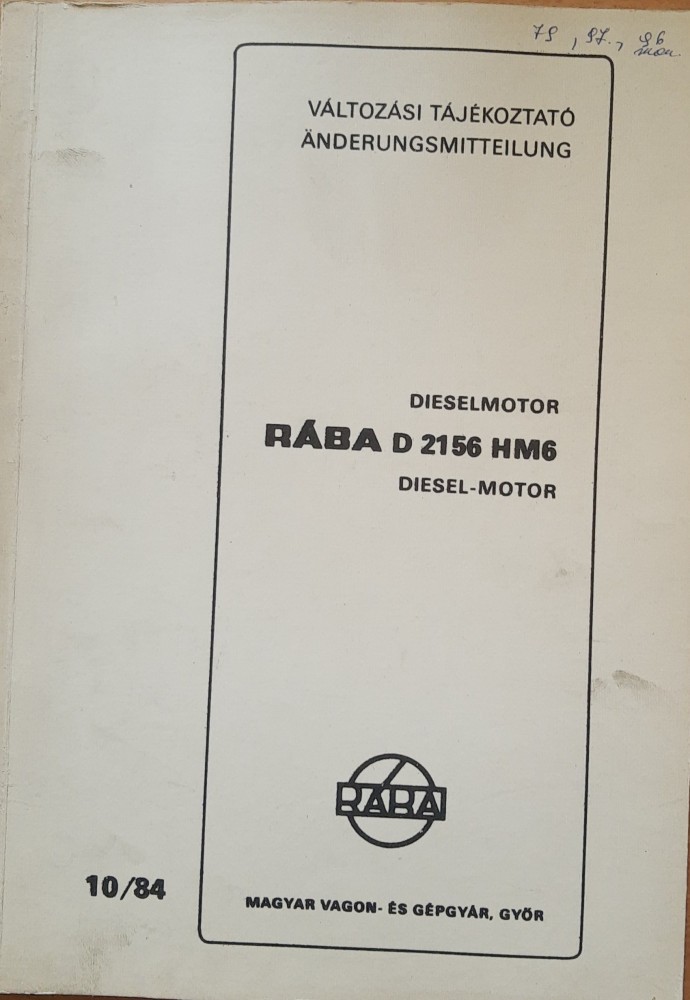 VÁLTOZÁSI TÁJÉKOZTATÓ
ÄNDERUNGSMITTEILUNG
DIESELMOTOR
RÁBA D 2156 HM6
DIESEL-MOTOR
RÁBA
10/84
MAGYAR VAGON- ÉS GÉPGYÁR, GYŐR